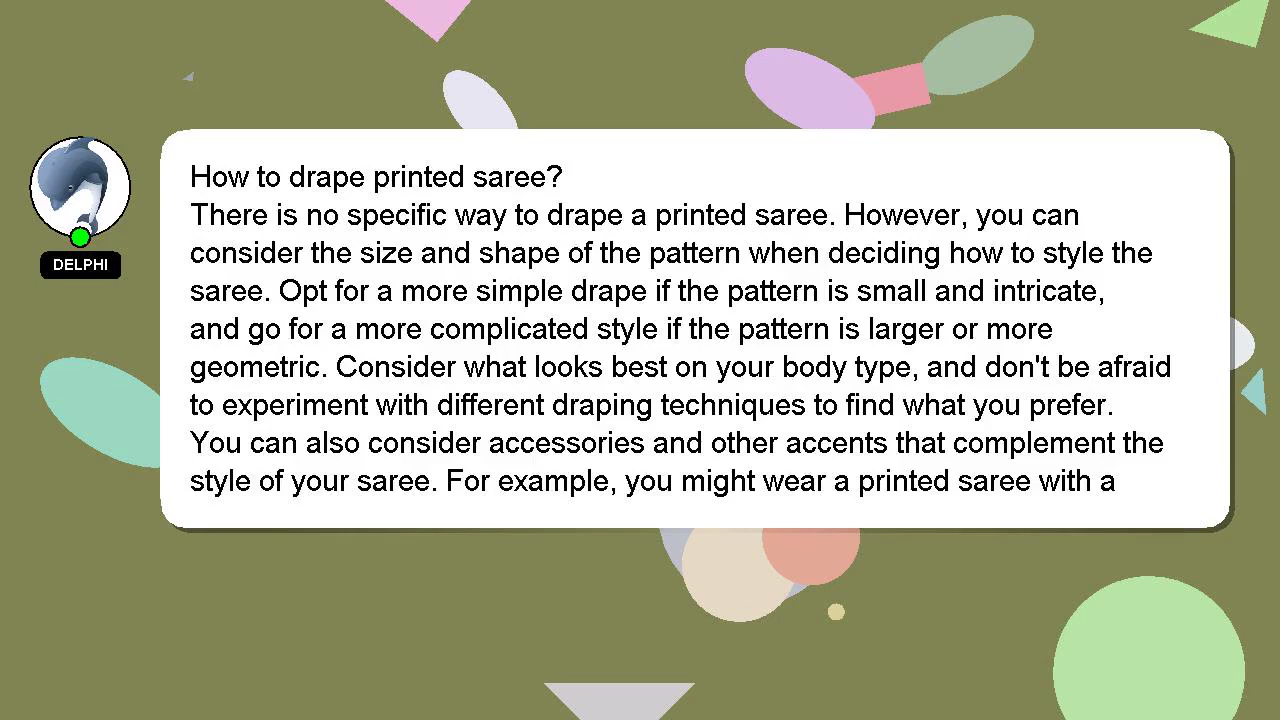 DELPHI
How to drape printed saree?
There is no specific way to drape a printed saree. However, you can
consider the size and shape of the pattern when deciding how to style the
saree. Opt for a more simple drape if the pattern is small and intricate,
and go for a more complicated style if the pattern is larger or more
geometric. Consider what looks best on your body type, and don't be afraid
to experiment with different draping techniques to find what you prefer.
You can also consider accessories and other accents that complement the
style of your saree. For example, you might wear a printed saree with a